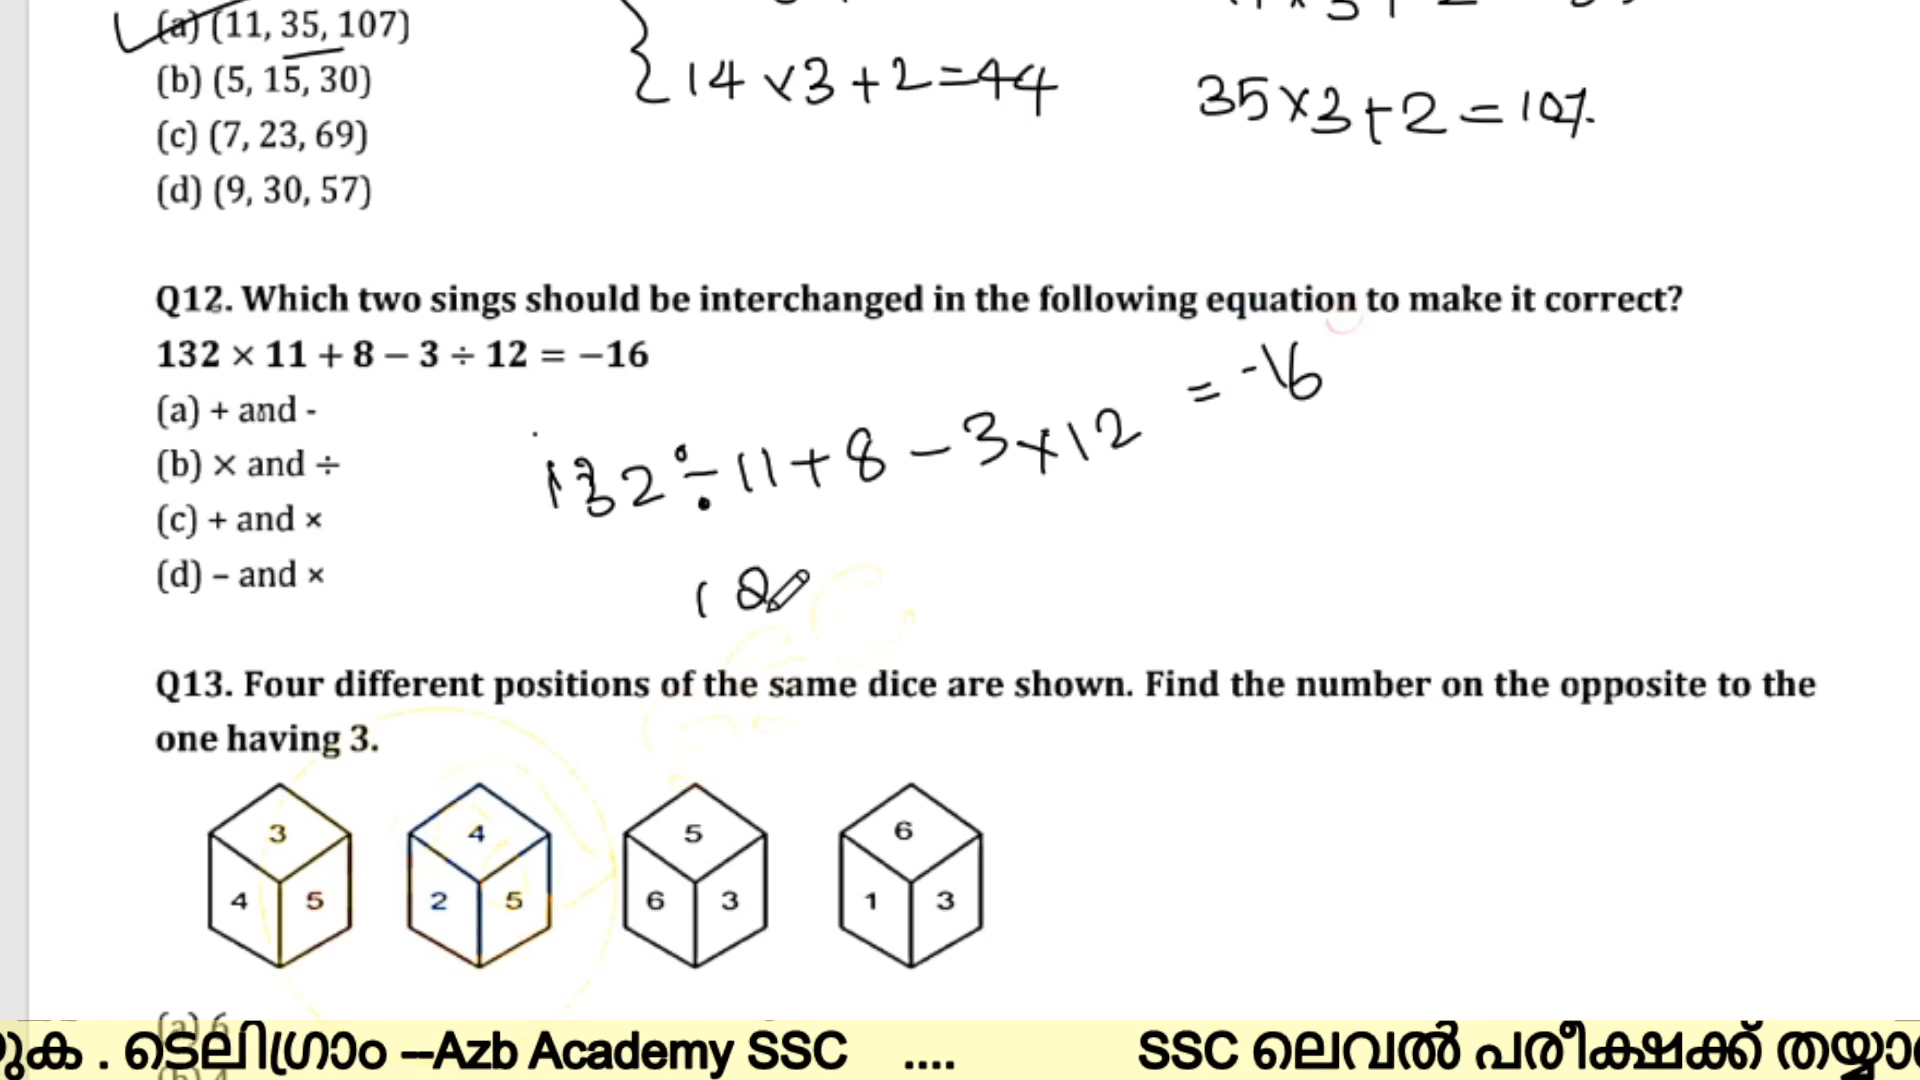 (a) (11, 35, 107)
(b) (5, 15, 30)
(c) (7, 23, 69)
(d) (9, 30, 57)
14 × 3 + 2 = 44
35 × 3 + 2 = 107.
Q12. Which two sings should be interchanged in the following equation to make it correct?
132 × 11 + 8 − 3 ÷ 12 = −16
(a) + and -
(b) × and ÷
(c) + and ×
(d) – and ×
132 ÷ 11 + 8 − 3 × 12 = -16
Q13. Four different positions of the same dice are shown. Find the number on the opposite to the
one having 3.
3 4 5
4 2 5
5 6 3
6 1 3
(a) 6
. ടെലിഗ്രാം –Azb Academy SSC .... SSC ലെവൽ പരീക്ഷക്ക്